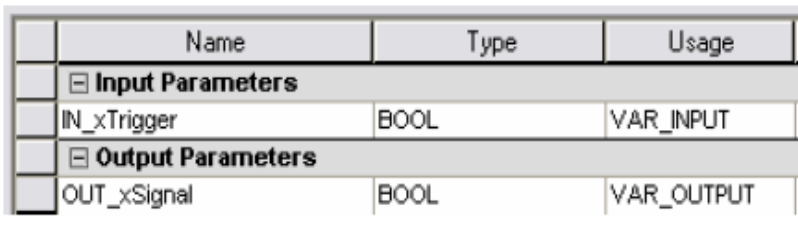 Name Type Usage
Input Parameters
IN_xTrigger BOOL VAR_INPUT
Output Parameters
OUT_xSignal BOOL VAR_OUTPUT